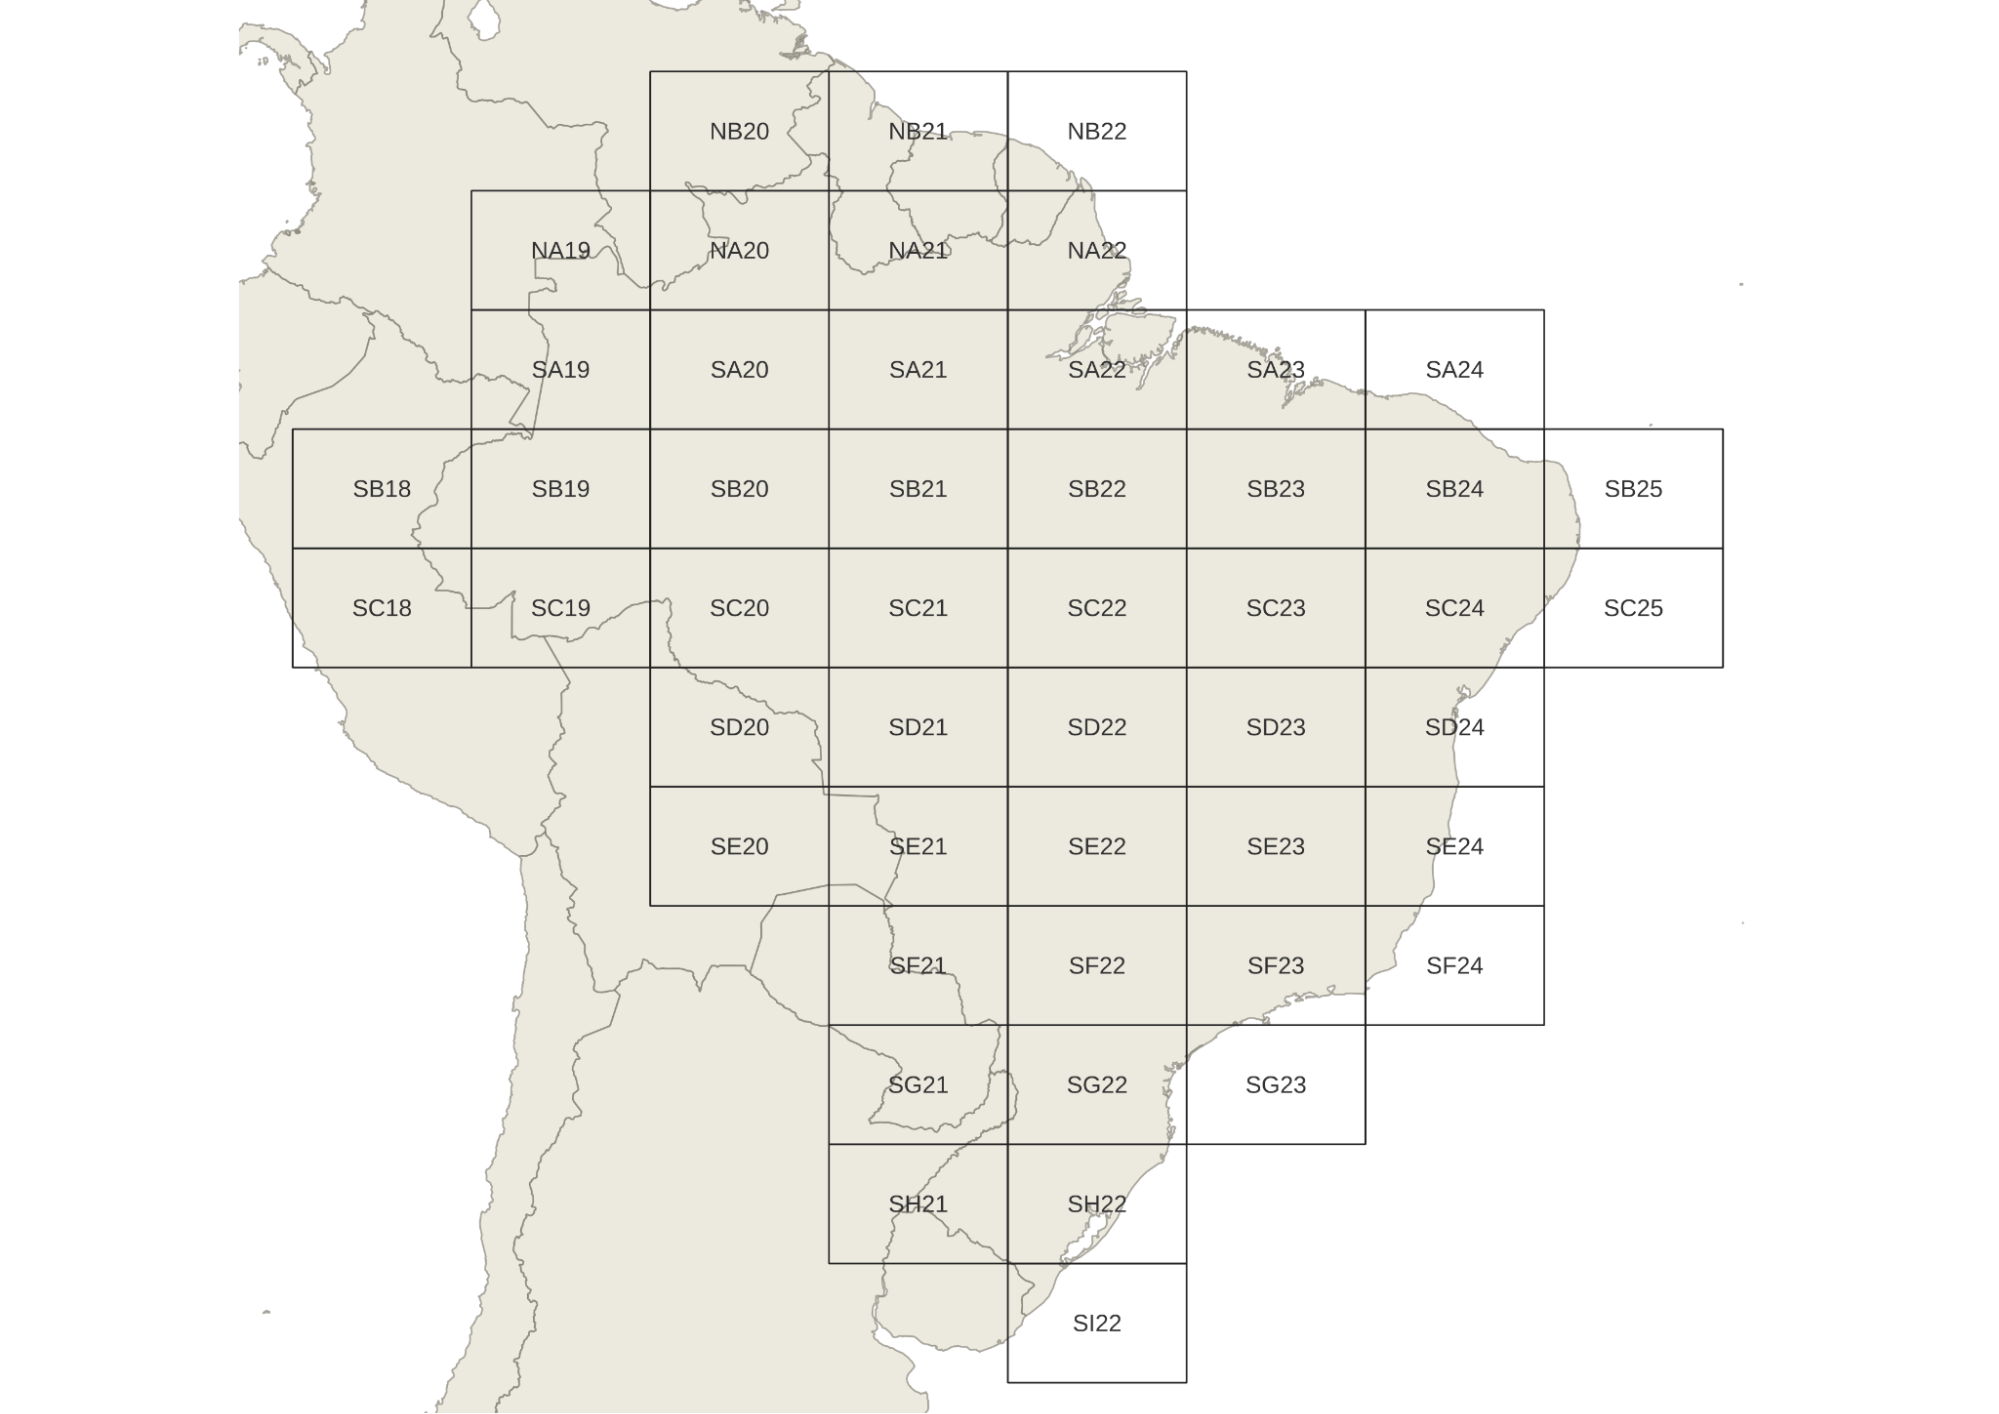 NB20 NB21 NB22
NA19 NA20 NA21 NA22
SA19 SA20 SA21 SA22 SA23 SA24
SB18 SB19 SB20 SB21 SB22 SB23 SB24 SB25
SC18 SC19 SC20 SC21 SC22 SC23 SC24 SC25
SD20 SD21 SD22 SD23 SD24
SE20 SE21 SE22 SE23 SE24
SF21 SF22 SF23 SF24
SG21 SG22 SG23
SH21 SH22
SI22